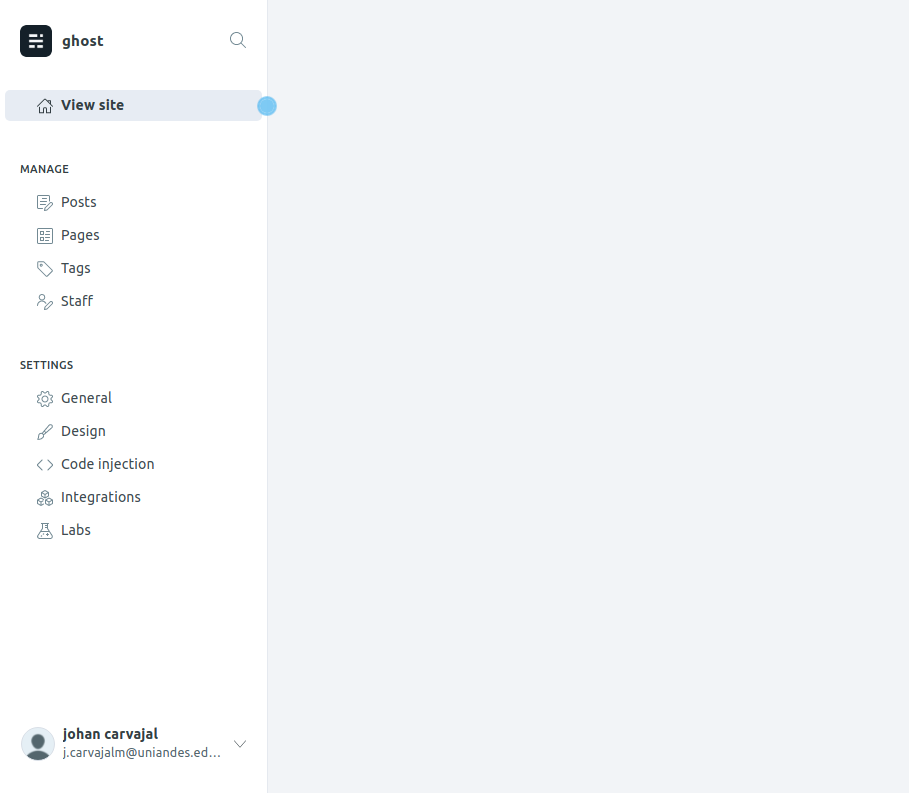 ghost
View site
MANAGE
Posts
Pages
Tags
Staff
SETTINGS
General
Design
Code injection
Integrations
Labs
johan carvajal
j.carvajalm@uniandes.ed...